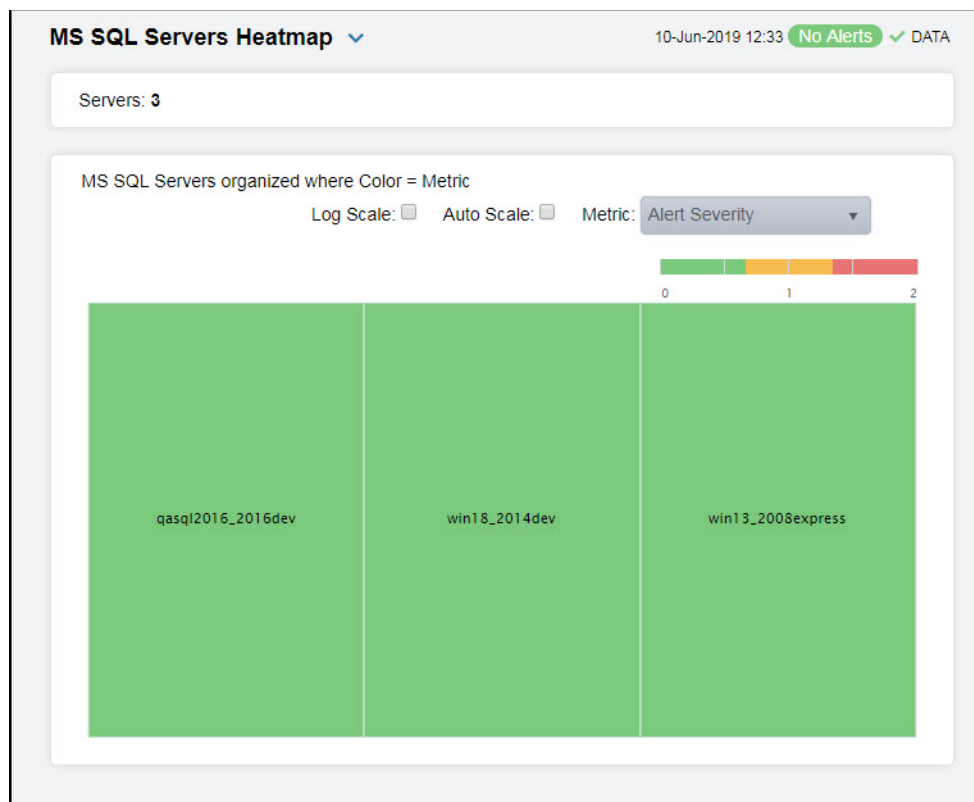 MS SQL Servers Heatmap
10-Jun-2019 12:33 No Alerts DATA
Servers: 3
MS SQL Servers organized where Color = Metric
Log Scale: Auto Scale: Metric: Alert Severity
0 1 2
qasql2016_2016dev win18_2014dev win13_2008express